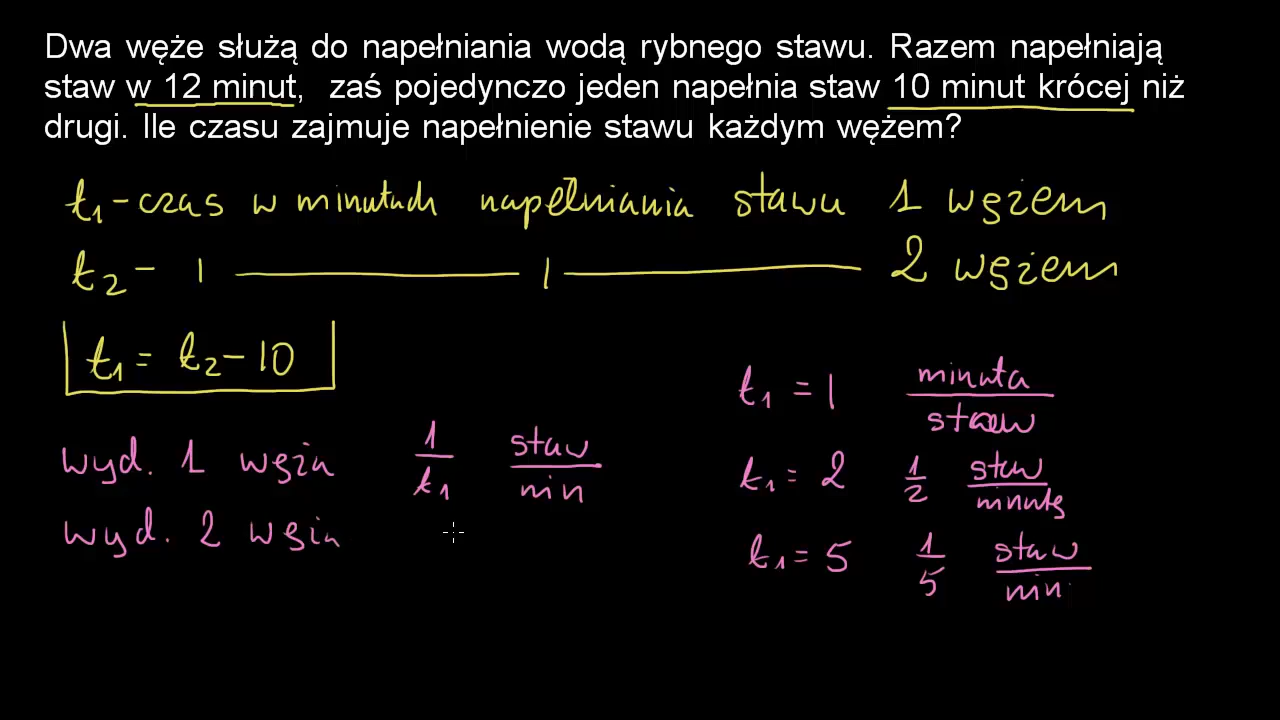 Dwa węże służą do napełniania wodą rybnego stawu. Razem napełniają
staw w 12 minut, zaś pojedynczo jeden napełnia staw 10 minut krócej niż
drugi. Ile czasu zajmuje napełnienie stawu każdym wężem?
t₁ - czas w minutach napełniania stawu 1 wężem
t₂ - 1 ——— 1 ——— 2 wężem
t₁ = t₂ - 10
t₁ = 1 minuta/staw
wyd. 1 węża 1/t₁ staw/min
t₁ = 2 1/2 staw/minutę
wyd. 2 węża
t₁ = 5 1/5 staw/min